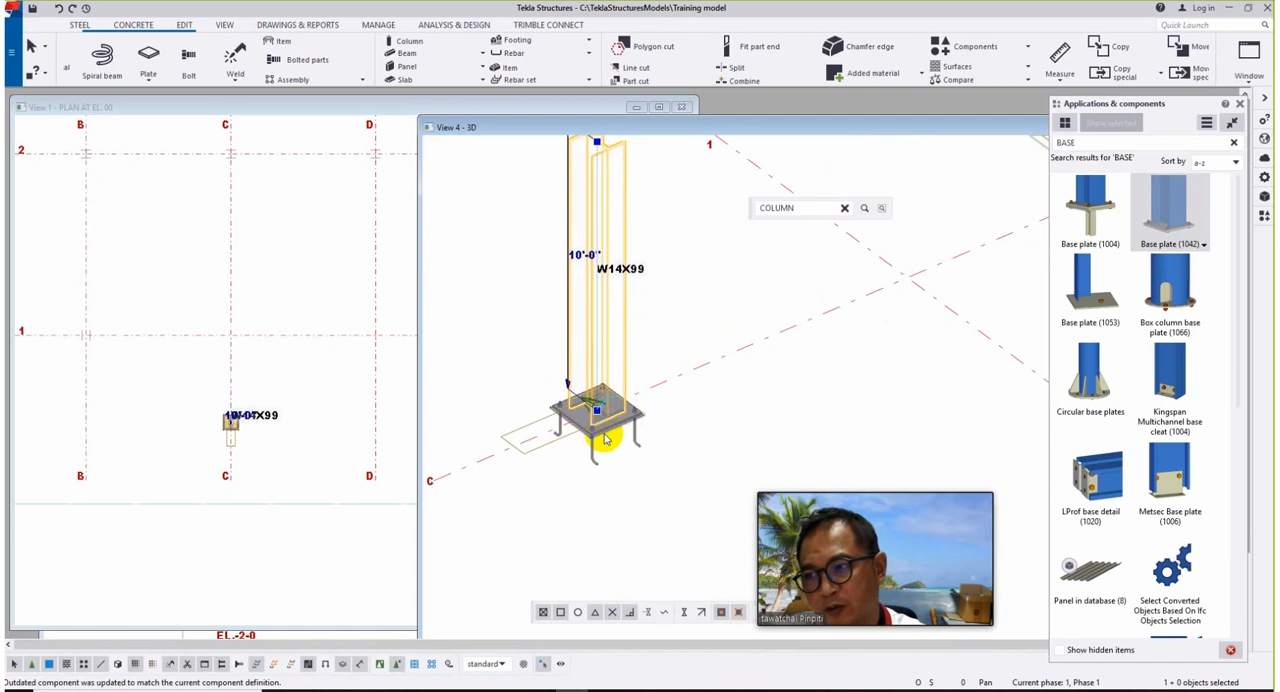 Tekla Structures - C:\TeklaStructuresModels\Training model
Log in
STEEL CONCRETE EDIT VIEW DRAWINGS & REPORTS MANAGE ANALYSIS & DESIGN TRIMBLE CONNECT
Quick Launch
al
Spiral beam
Plate
Bolt
Weld
Item
Bolted parts
Assembly
Column
Beam
Panel
Slab
Footing
Rebar
Item
Rebar set
Polygon cut
Line cut
Part cut
Fit part end
Split
Combine
Chamfer edge
Added material
Components
Surfaces
Compare
Measure
Copy
Copy special
Move
Move spec
Window
View 1 - PLAN AT EL. 00
B C D
2
1
W14X99
B C D
EL.-2-0
View 4 - 3D
1
COLUMN
10'-0"
W14X99
C
tawatchai Pinpiti
Applications & components
Show selected
BASE
Search results for 'BASE'
Sort by a-z
Base plate (1004)
Base plate (1042)
Base plate (1053)
Box column base plate (1066)
Circular base plates
Kingspan Multichannel base cleat (1004)
LProf base detail (1020)
Metsec Base plate (1006)
Panel in database (8)
Select Converted Objects Based On Ifc Objects Selection
Show hidden items
standard
Outdated component was updated to match the current component definition.
O S 0 Pan Current phase: 1, Phase 1 1 + 0 objects selected